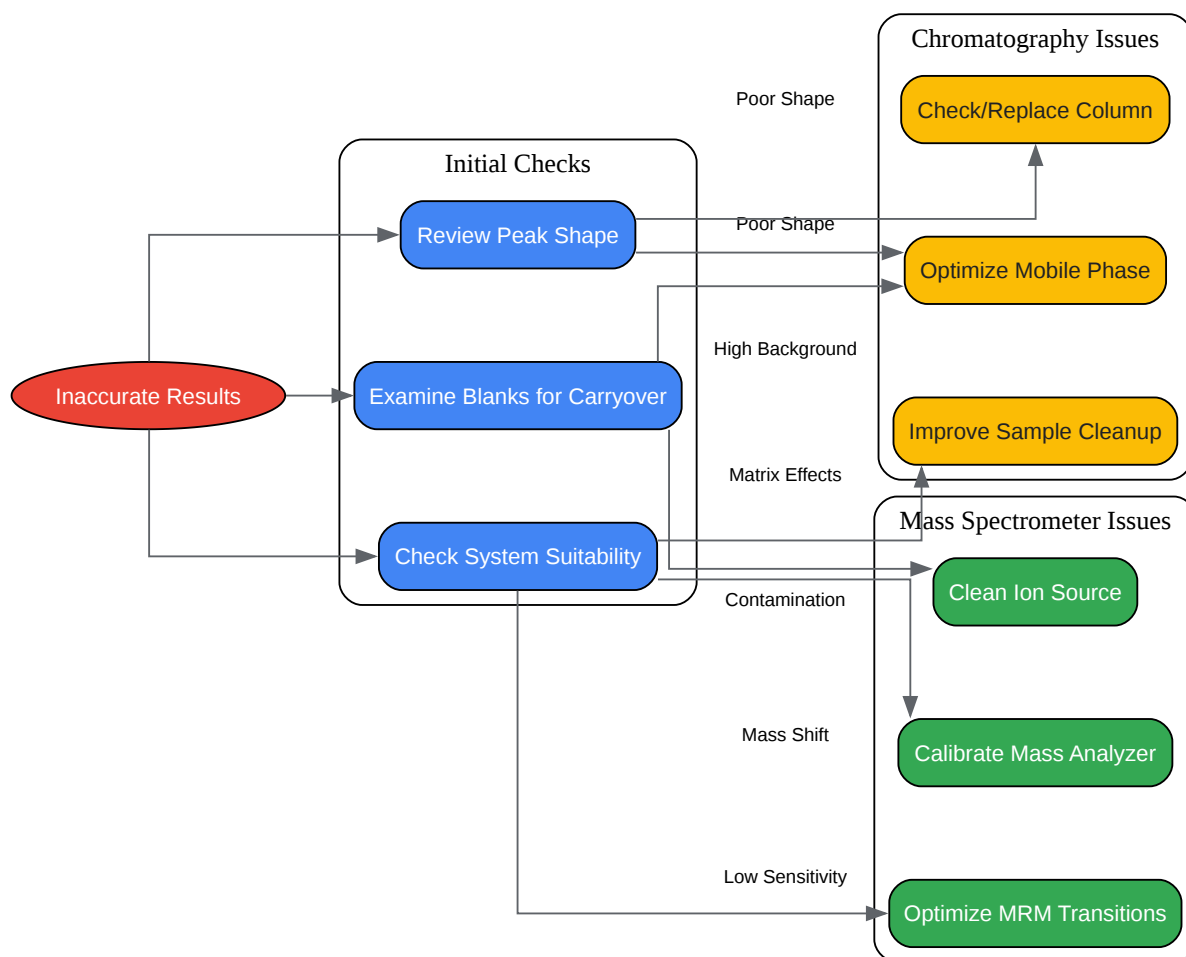 Inaccurate Results
Initial Checks
Review Peak Shape
Examine Blanks for Carryover
Check System Suitability
Poor Shape
Poor Shape
High Background
Matrix Effects
Contamination
Mass Shift
Low Sensitivity
Chromatography Issues
Check/Replace Column
Optimize Mobile Phase
Improve Sample Cleanup
Mass Spectrometer Issues
Clean Ion Source
Calibrate Mass Analyzer
Optimize MRM Transitions